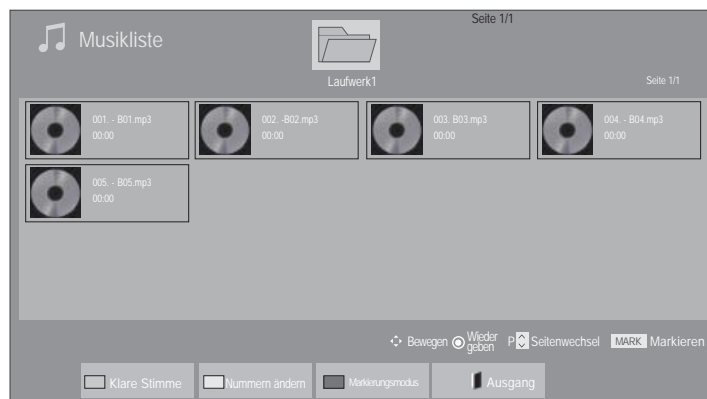 Seite 1/1
Musikliste
Laufwerk1
Seite 1/1
001. - B01.mp3
00:00
002. -B02.mp3
00:00
003. B03.mp3
00:00
004. - B04.mp3
00:00
005. - B05.mp3
00:00
Bewegen Wieder geben P Seitenwechsel MARK Markieren
Klare Stimme Nummern ändern Markierungsmodus Ausgang